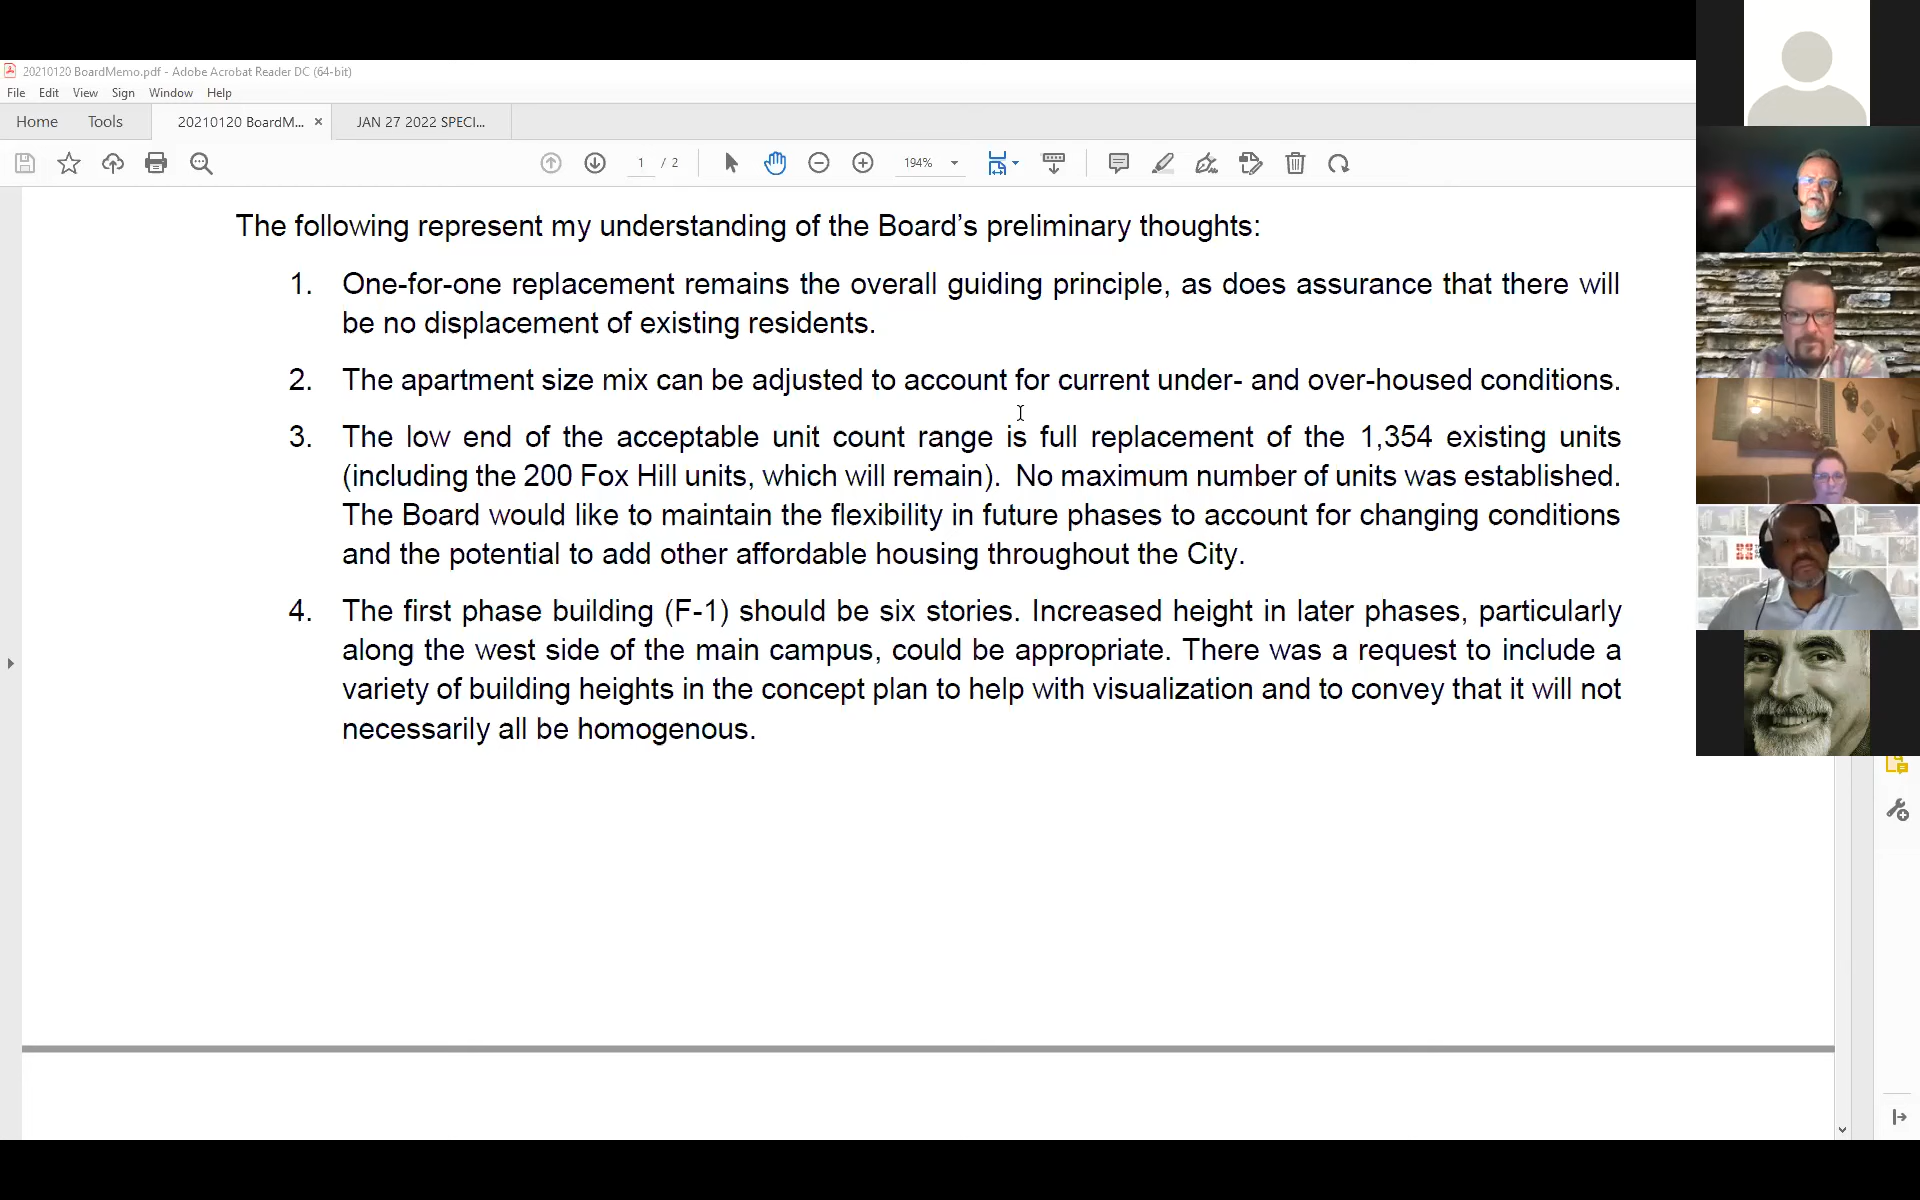 20210120 BoardMemo.pdf - Adobe Acrobat Reader DC (64-bit)
File Edit View Sign Window Help
Home Tools 20210120 BoardM... × JAN 27 2022 SPECI...
1 / 2 194%
The following represent my understanding of the Board’s preliminary thoughts:
1. One-for-one replacement remains the overall guiding principle, as does assurance that there will
be no displacement of existing residents.
2. The apartment size mix can be adjusted to account for current under- and over-housed conditions.
3. The low end of the acceptable unit count range is full replacement of the 1,354 existing units
(including the 200 Fox Hill units, which will remain). No maximum number of units was established.
The Board would like to maintain the flexibility in future phases to account for changing conditions
and the potential to add other affordable housing throughout the City.
4. The first phase building (F-1) should be six stories. Increased height in later phases, particularly
along the west side of the main campus, could be appropriate. There was a request to include a
variety of building heights in the concept plan to help with visualization and to convey that it will not
necessarily all be homogenous.